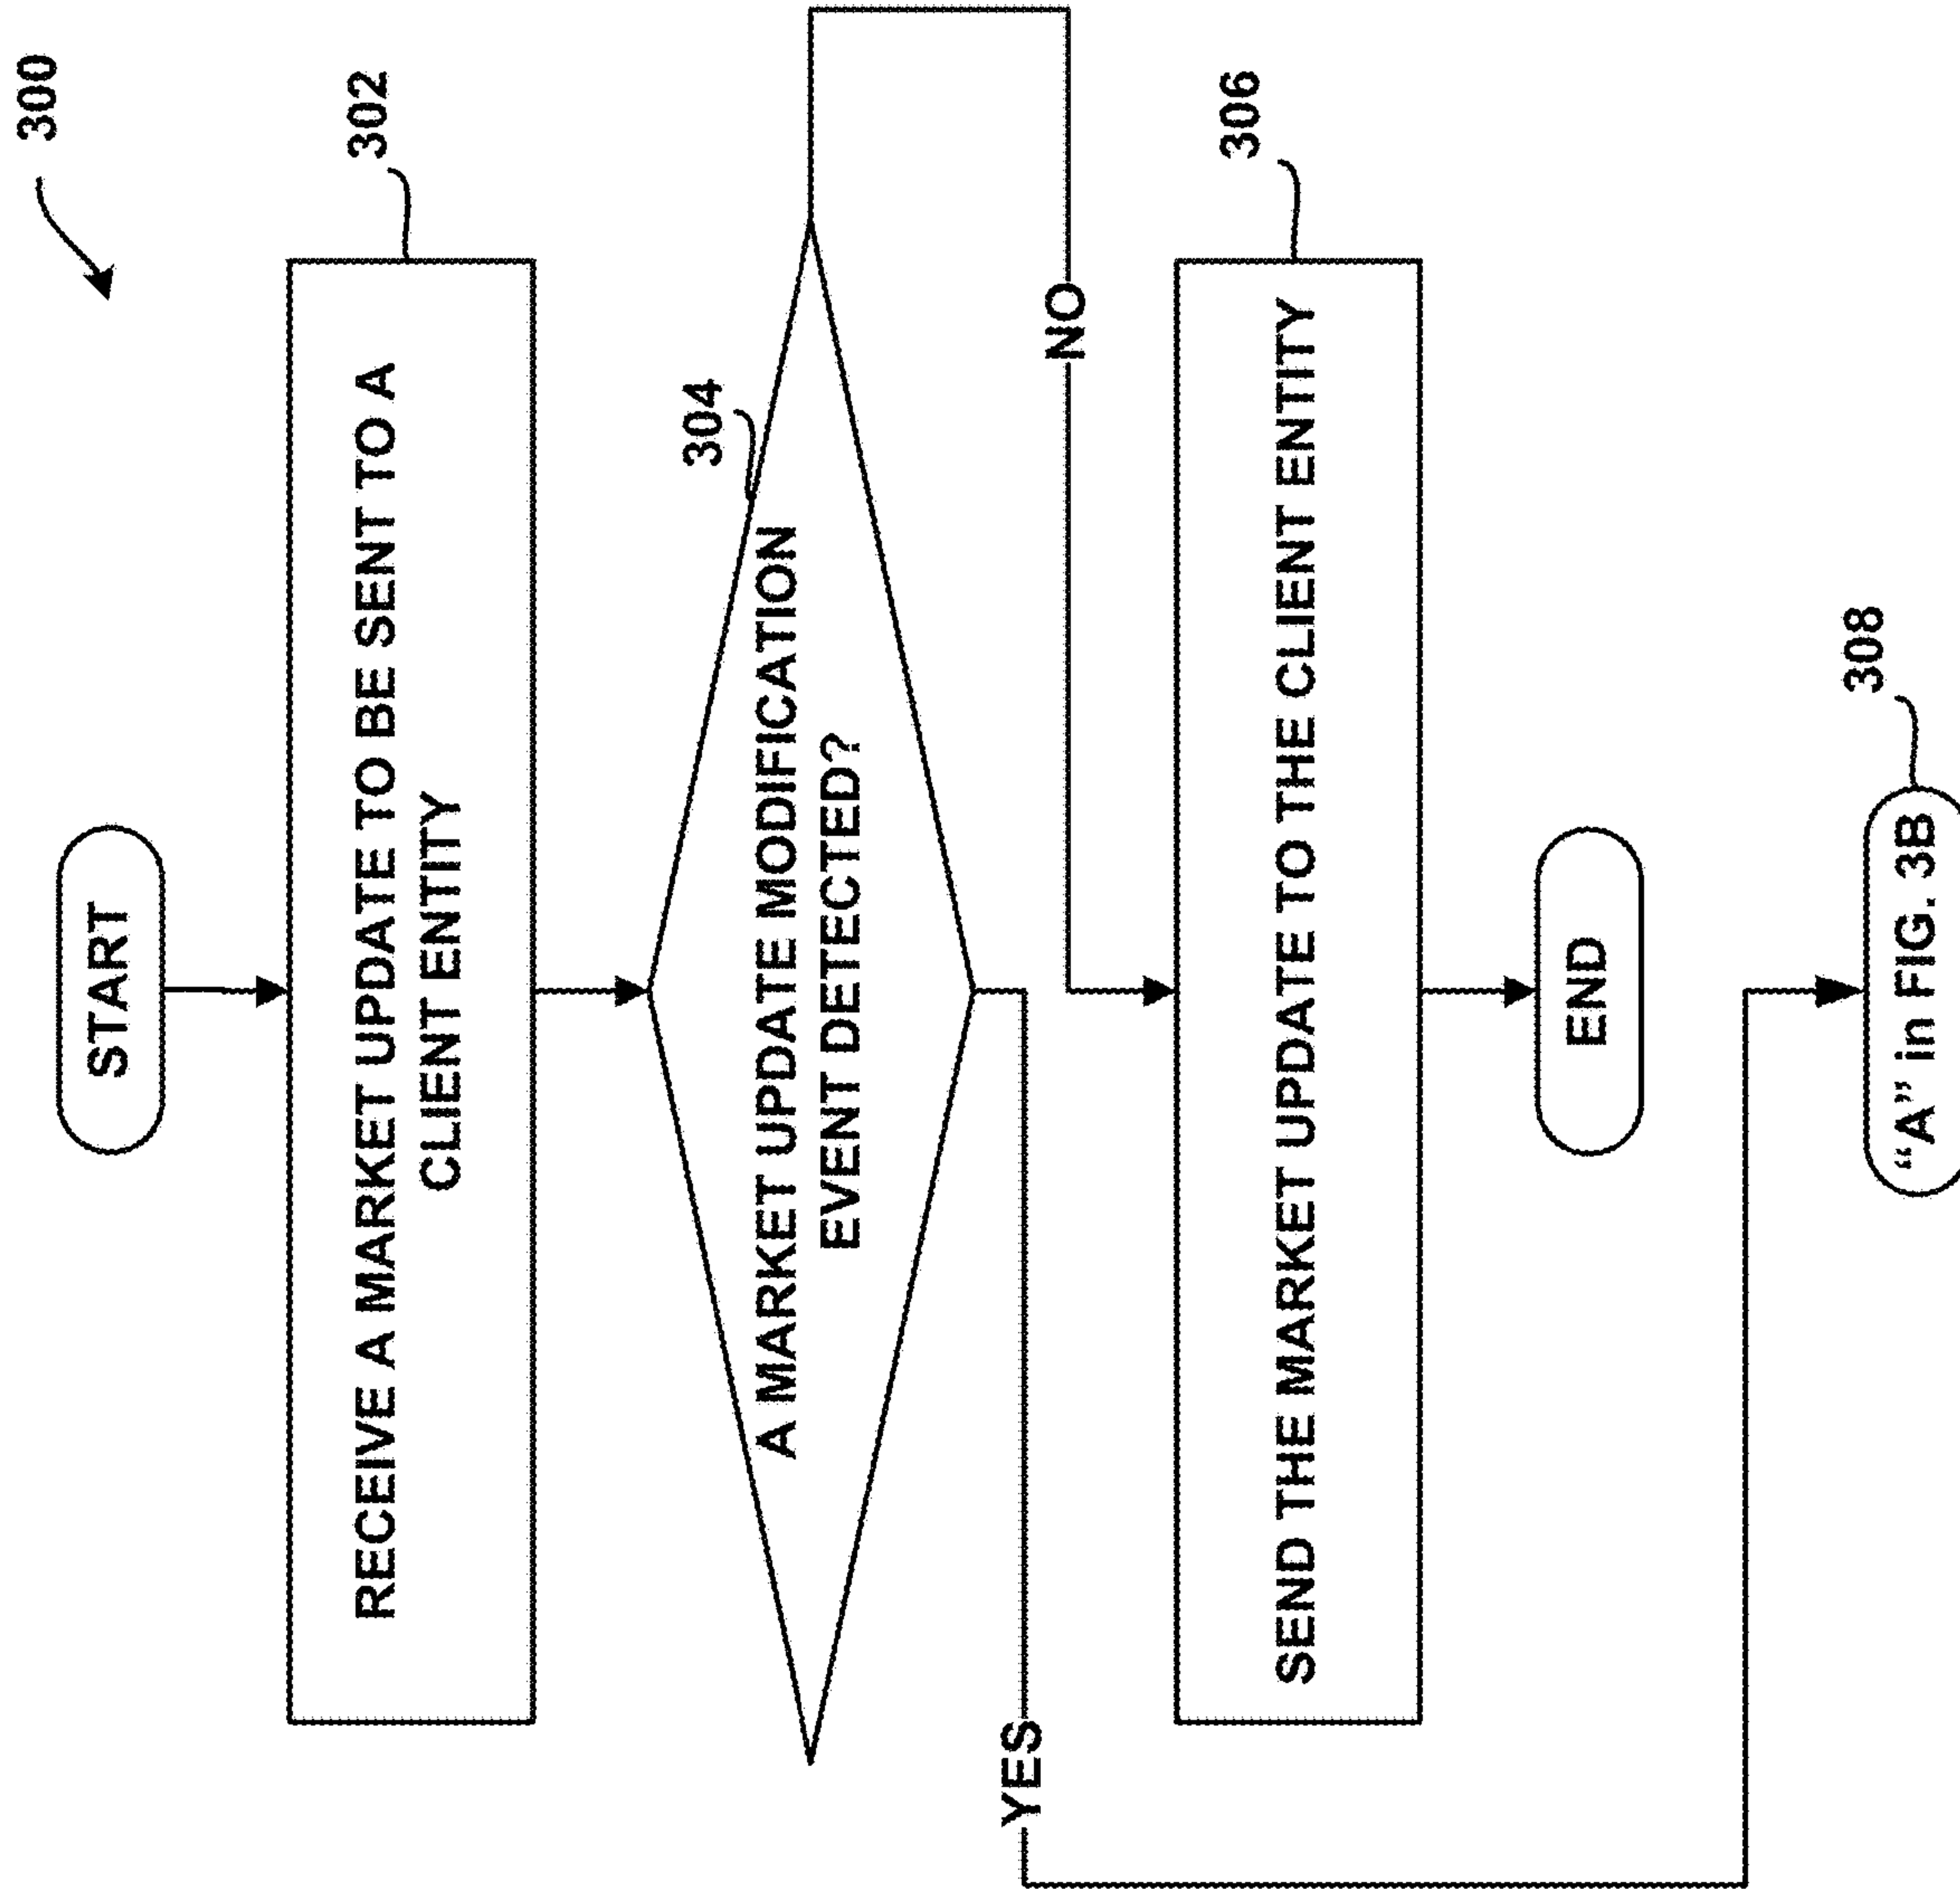 300
START
302
RECEIVE A MARKET UPDATE TO BE SENT TO A
CLIENT ENTITY
304
A MARKET UPDATE MODIFICATION
EVENT DETECTED?
YES
NO
306
SEND THE MARKET UPDATE TO THE CLIENT ENTITY
END
308
“A” in FIG. 3B